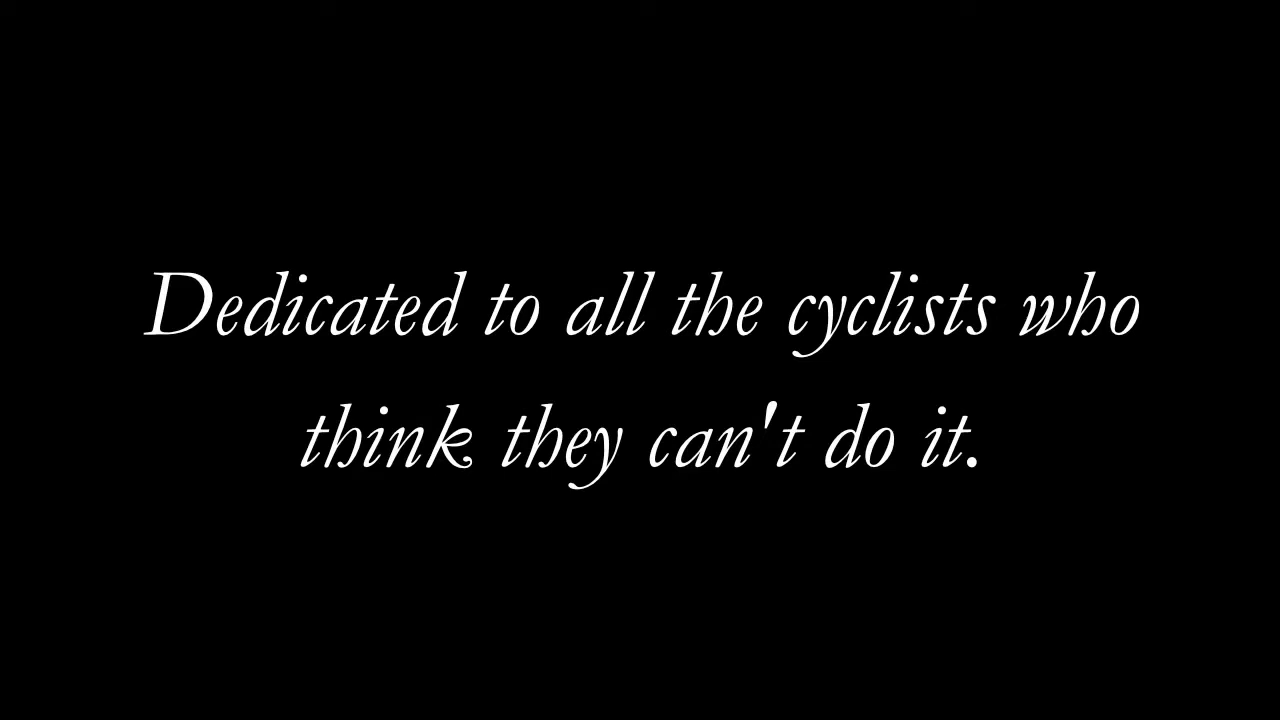 Dedicated to all the cyclists who
think they can't do it.